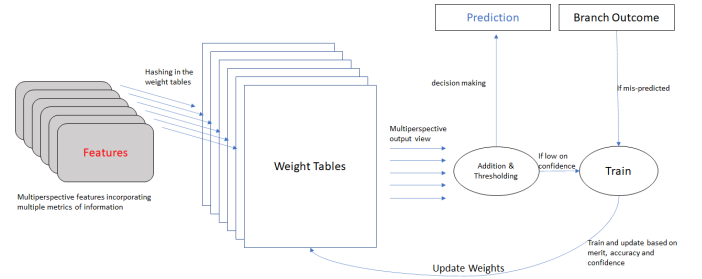 Prediction
Branch Outcome
Hashing in the
weight tables
decision making
If mis-predicted
Features
Multiperspective
output view
Weight Tables
Addition &
Thresholding
If low on
confidence
Train
Multiperspective features incorporating
multiple metrics of information
Train and update based on
merit, accuracy and
confidence
Update Weights